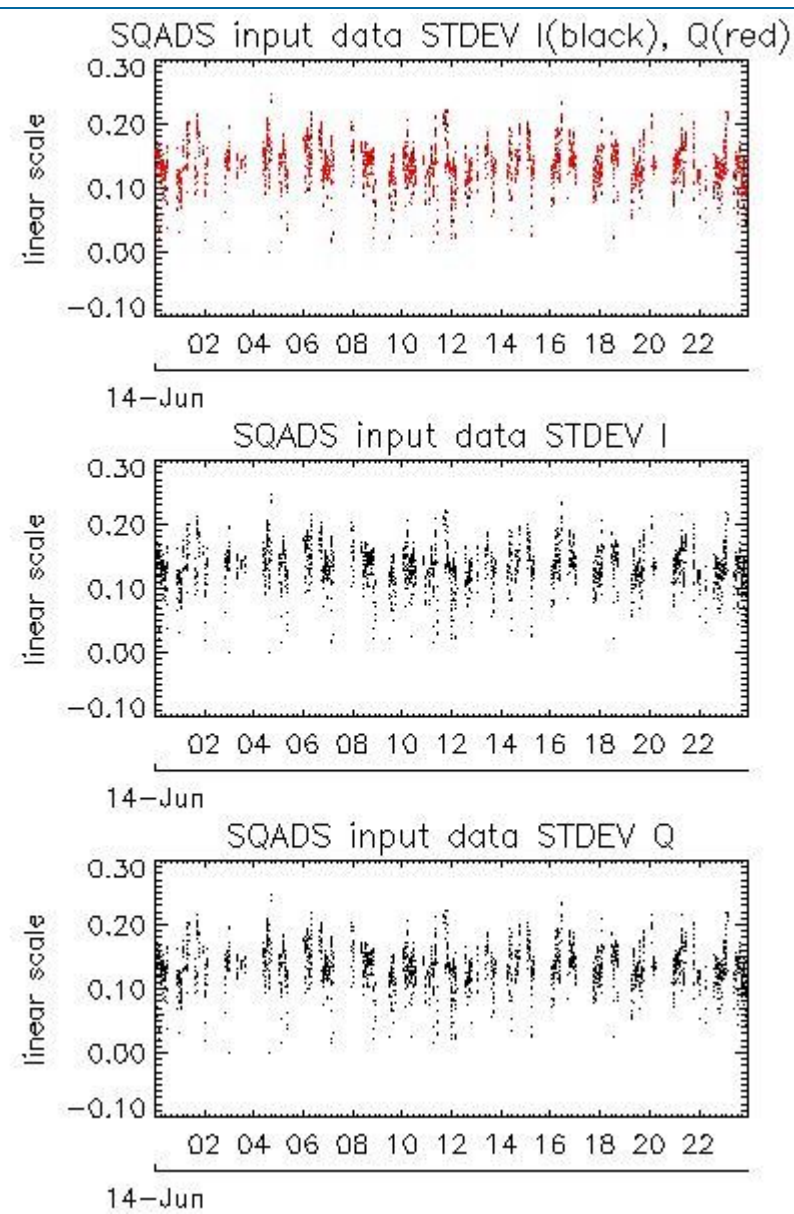 SQADS input data STDEV I(black), Q(red)
0.30
0.20
0.10
0.00
-0.10
linear scale
02 04 06 08 10 12 14 16 18 20 22
14-Jun
SQADS input data STDEV I
0.30
0.20
0.10
0.00
-0.10
linear scale
02 04 06 08 10 12 14 16 18 20 22
14-Jun
SQADS input data STDEV Q
0.30
0.20
0.10
0.00
-0.10
linear scale
02 04 06 08 10 12 14 16 18 20 22
14-Jun